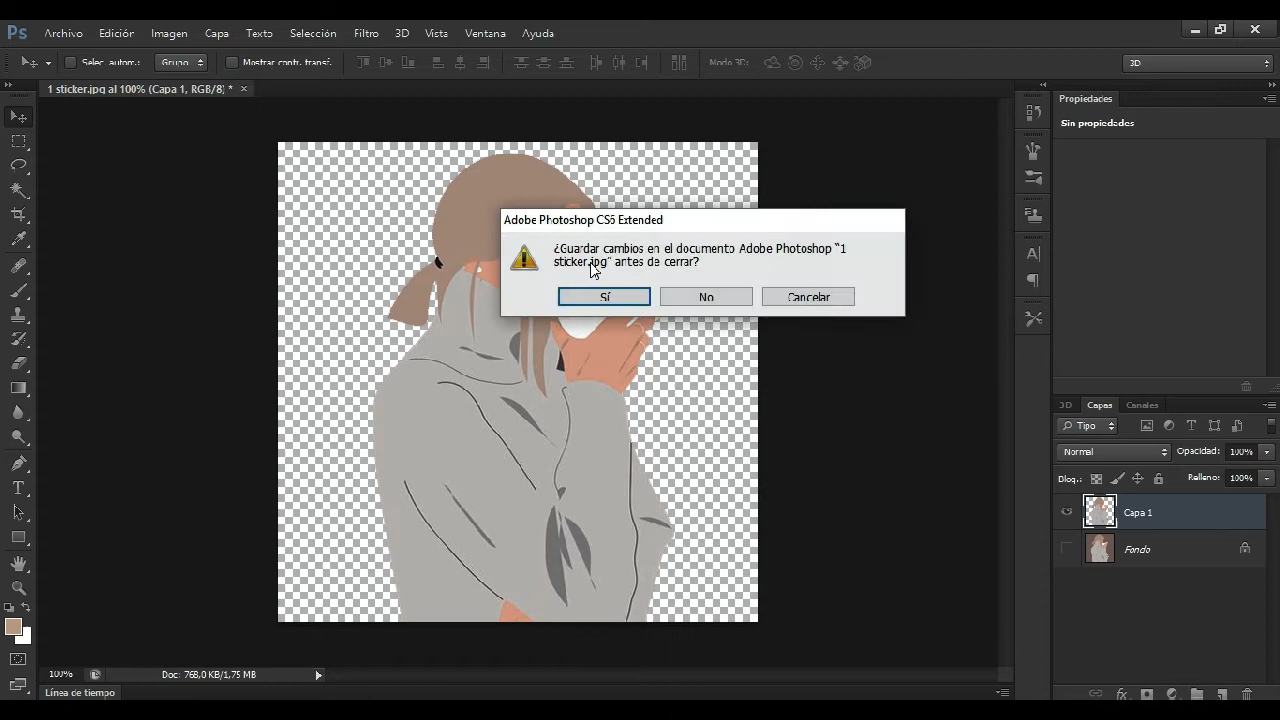 Ps Archivo Edición Imagen Capa Texto Selección Filtro 3D Vista Ventana Ayuda
Selec. autom.: Grupo Mostrar contr. transf. Modo 3D: 3D
1 sticker.jpg al 100% (Capa 1, RGB/8) * ×
Propiedades
Sin propiedades
Adobe Photoshop CS6 Extended
¿Guardar cambios en el documento Adobe Photoshop "1
sticker.jpg" antes de cerrar?
Sí No Cancelar
3D Capas Canales
Tipo
Normal Opacidad: 100%
Bloq.: Relleno: 100%
Capa 1
Fondo
100% Doc: 768,0 KB/1,75 MB
Línea de tiempo